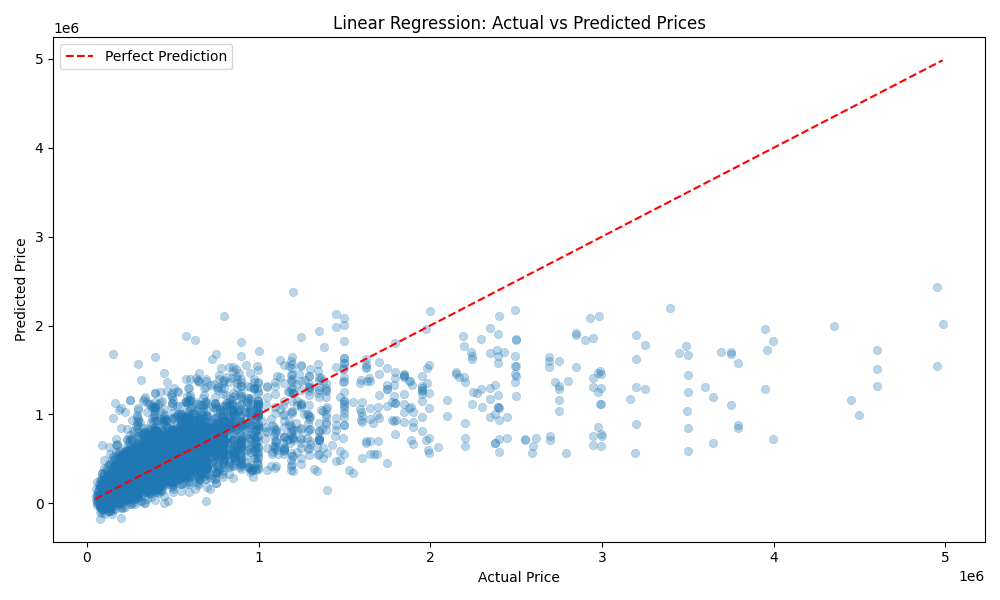 Linear Regression: Actual vs Predicted Prices
1e6
Perfect Prediction
5
4
3
2
1
0
Predicted Price
0 1 2 3 4 5
Actual Price
1e6